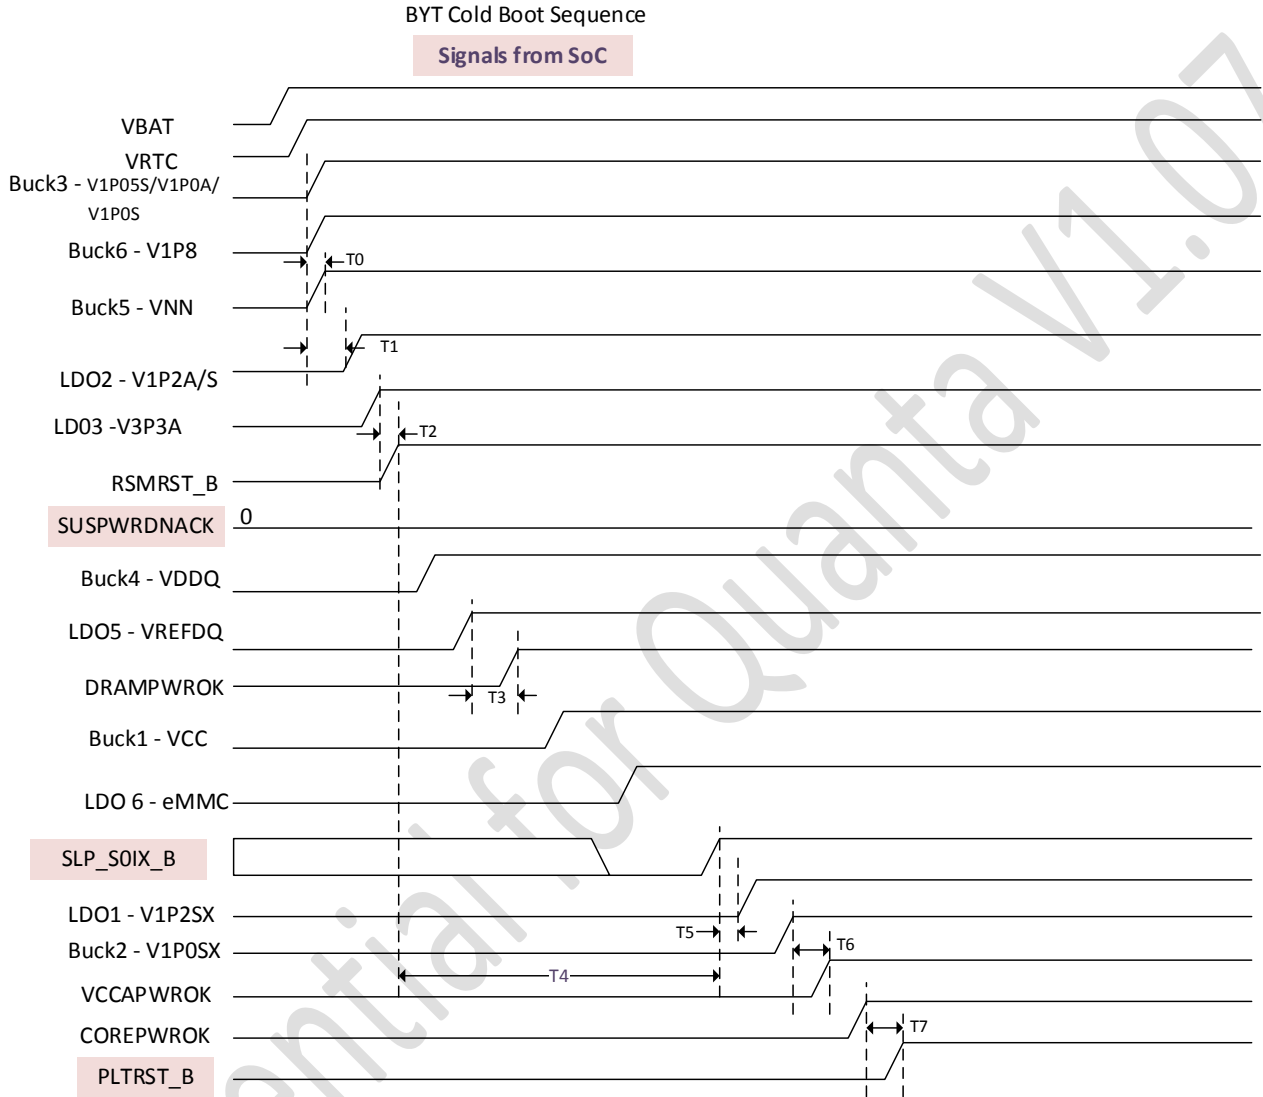 BYT Cold Boot Sequence
Signals from SoC
VBAT
VRTC
Buck3 - V1P05S/V1P0A/
V1P0S
Buck6 - V1P8
T0
Buck5 - VNN
T1
LDO2 - V1P2A/S
LD03 -V3P3A
T2
RSMRST_B
SUSPWRDNACK 0
Buck4 - VDDQ
LDO5 - VREFDQ
DRAMPWROK
T3
Buck1 - VCC
LDO 6 - eMMC
SLP_S0IX_B
LDO1 - V1P2SX
T5
Buck2 - V1P0SX
T6
T4
VCCAPWROK
COREPWROK
T7
PLTRST_B
ential for Quanta V1.07